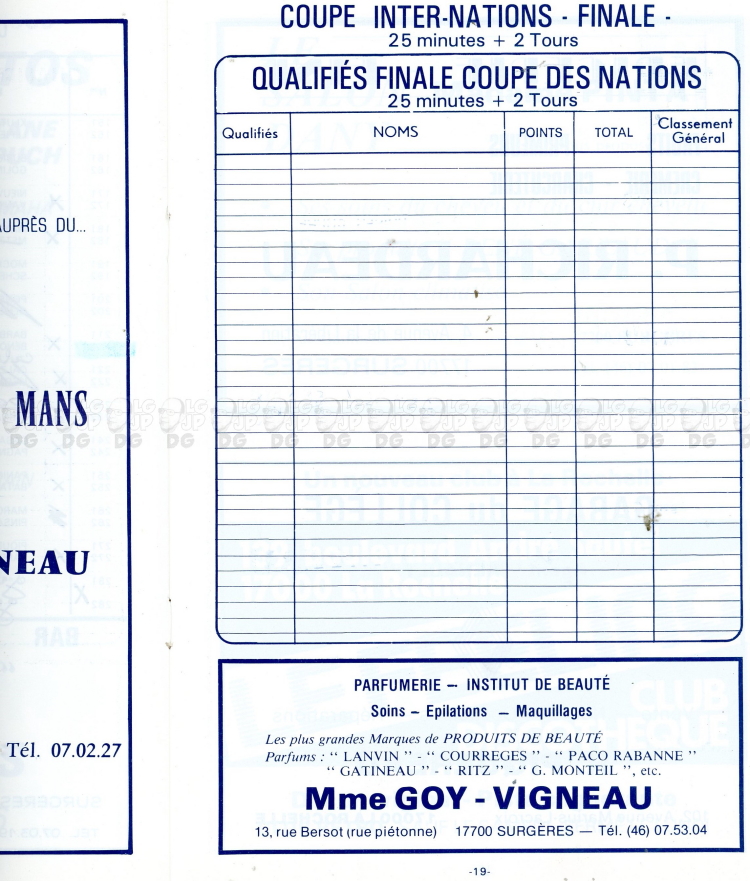 UPRÈS DU...
MANS
NEAU
Tél. 07.02.27
COUPE INTER-NATIONS - FINALE -
25 minutes + 2 Tours
QUALIFIÉS FINALE COUPE DES NATIONS
25 minutes + 2 Tours
Qualifiés NOMS POINTS TOTAL Classement Général
PARFUMERIE — INSTITUT DE BEAUTÉ
Soins — Epilations — Maquillages
Les plus grandes Marques de PRODUITS DE BEAUTÉ
Parfums : “ LANVIN ” - “ COURREGES ” - “ PACO RABANNE ”
“ GATINEAU ” - “ RITZ ” - “ G. MONTEIL ”, etc.
Mme GOY - VIGNEAU
13, rue Bersot (rue piétonne) 17700 SURGÈRES — Tél. (46) 07.53.04
-19-